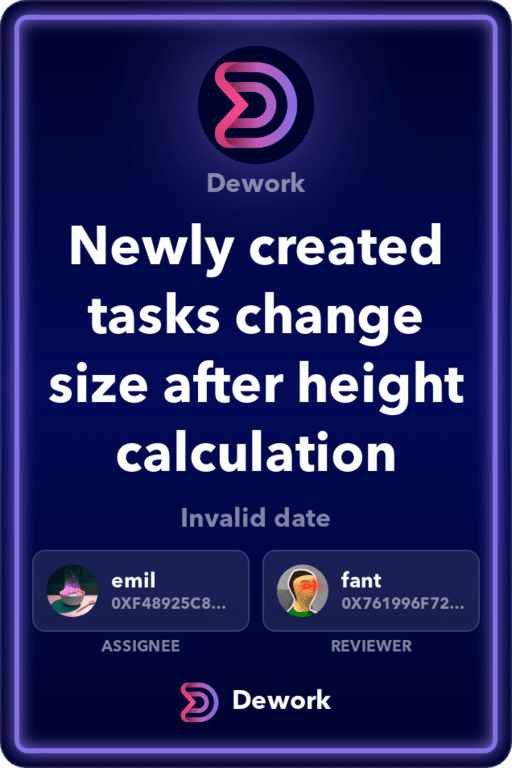 Dework
Newly created
tasks change
size after height
calculation
Invalid date
emil
0XF48925C8...
fant
0X761996F72...
ASSIGNEE
REVIEWER
Dework